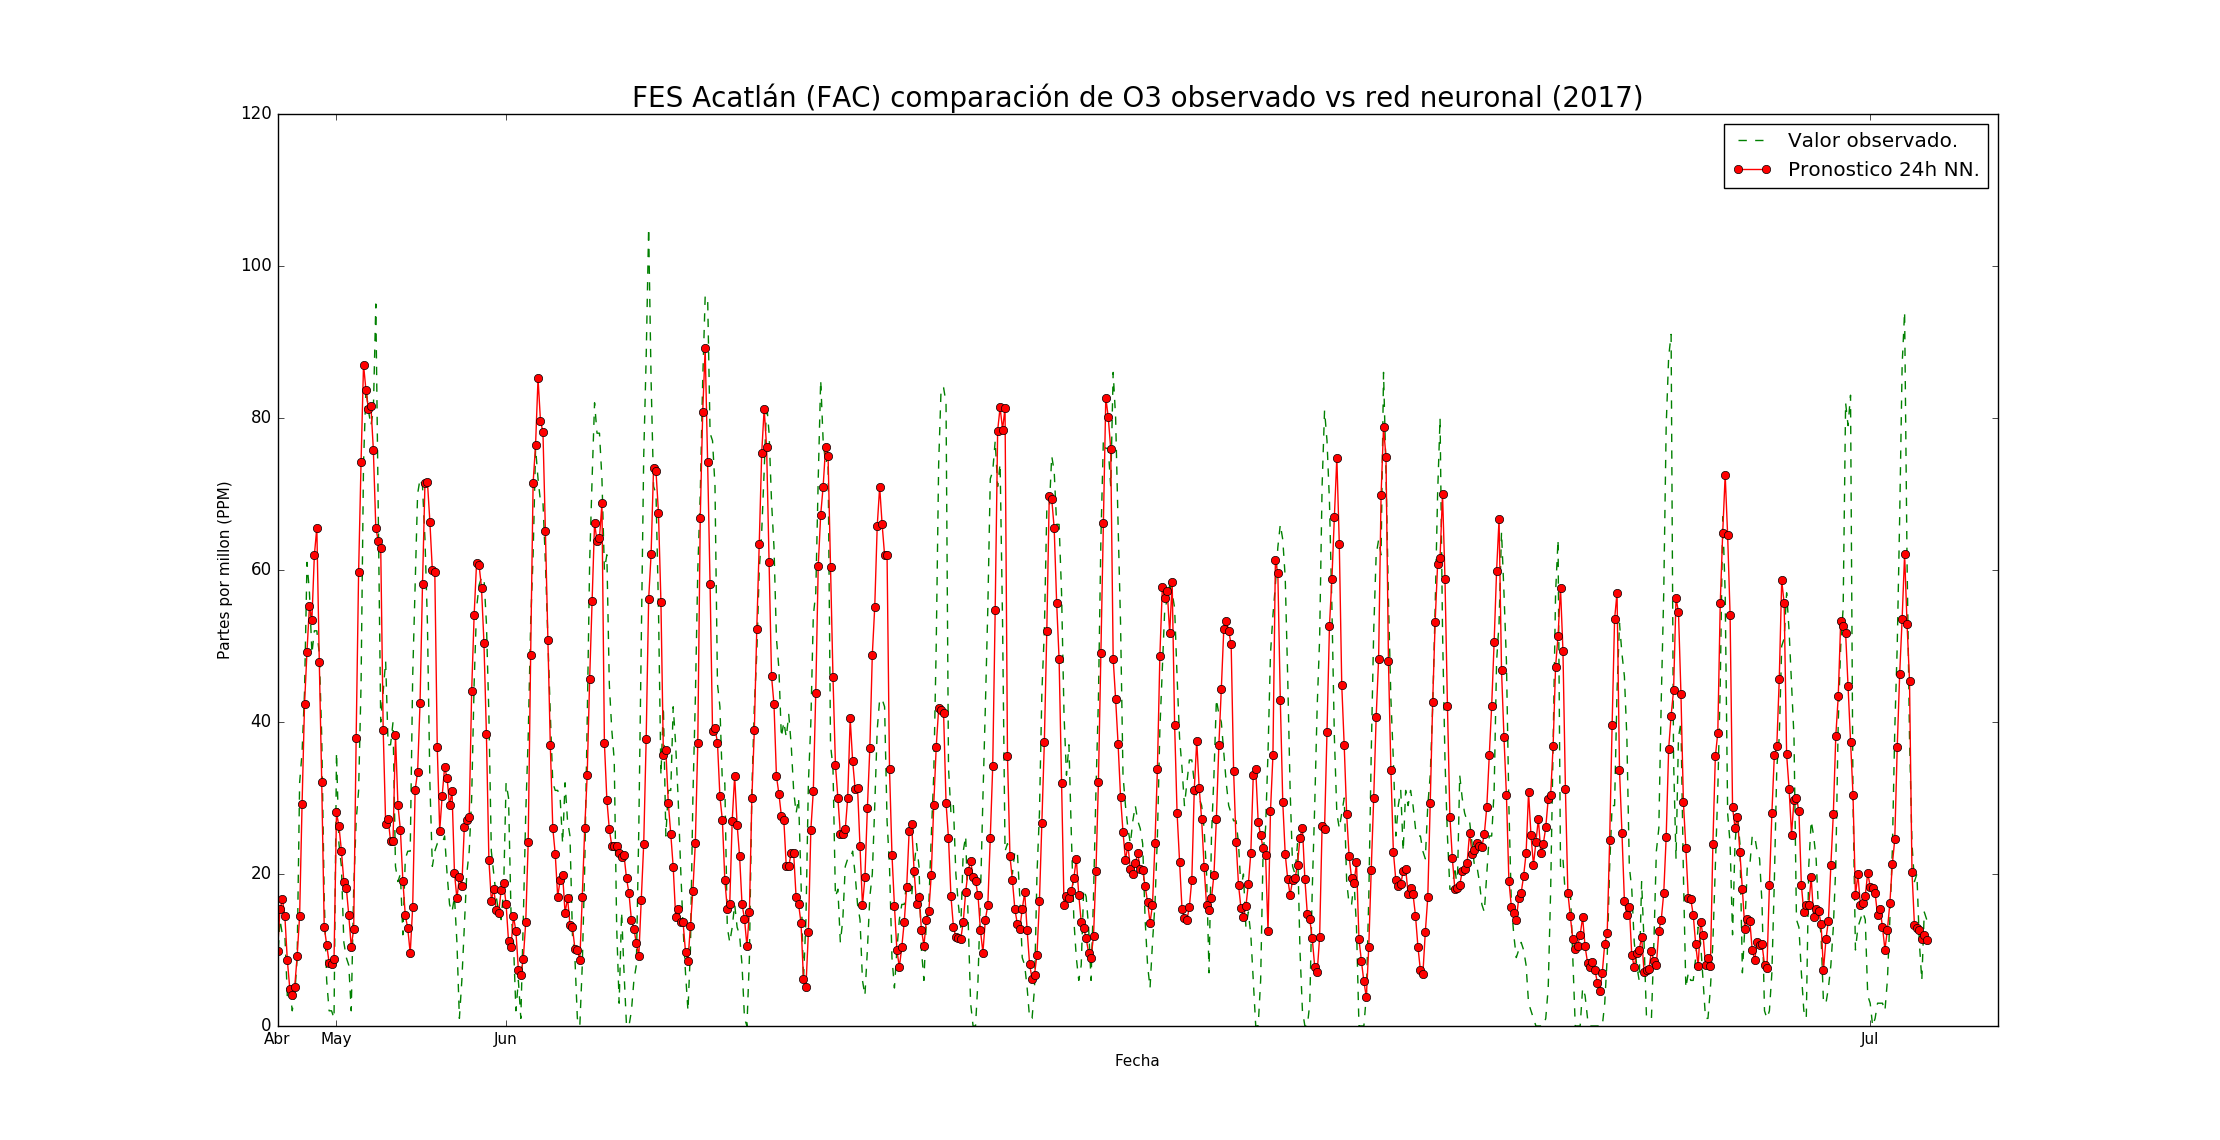 FES Acatlán (FAC) comparación de O3 observado vs red neuronal (2017)
Valor observado.
Pronostico 24h NN.
Partes por millon (PPM)
120
100
80
60
40
20
0
Abr May Jun Jul
Fecha